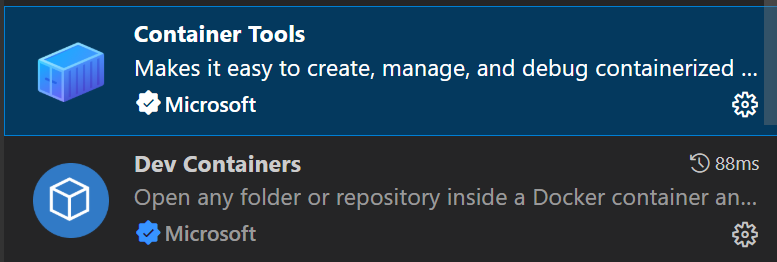 Container Tools
Makes it easy to create, manage, and debug containerized ...
Microsoft
Dev Containers 88ms
Open any folder or repository inside a Docker container an...
Microsoft